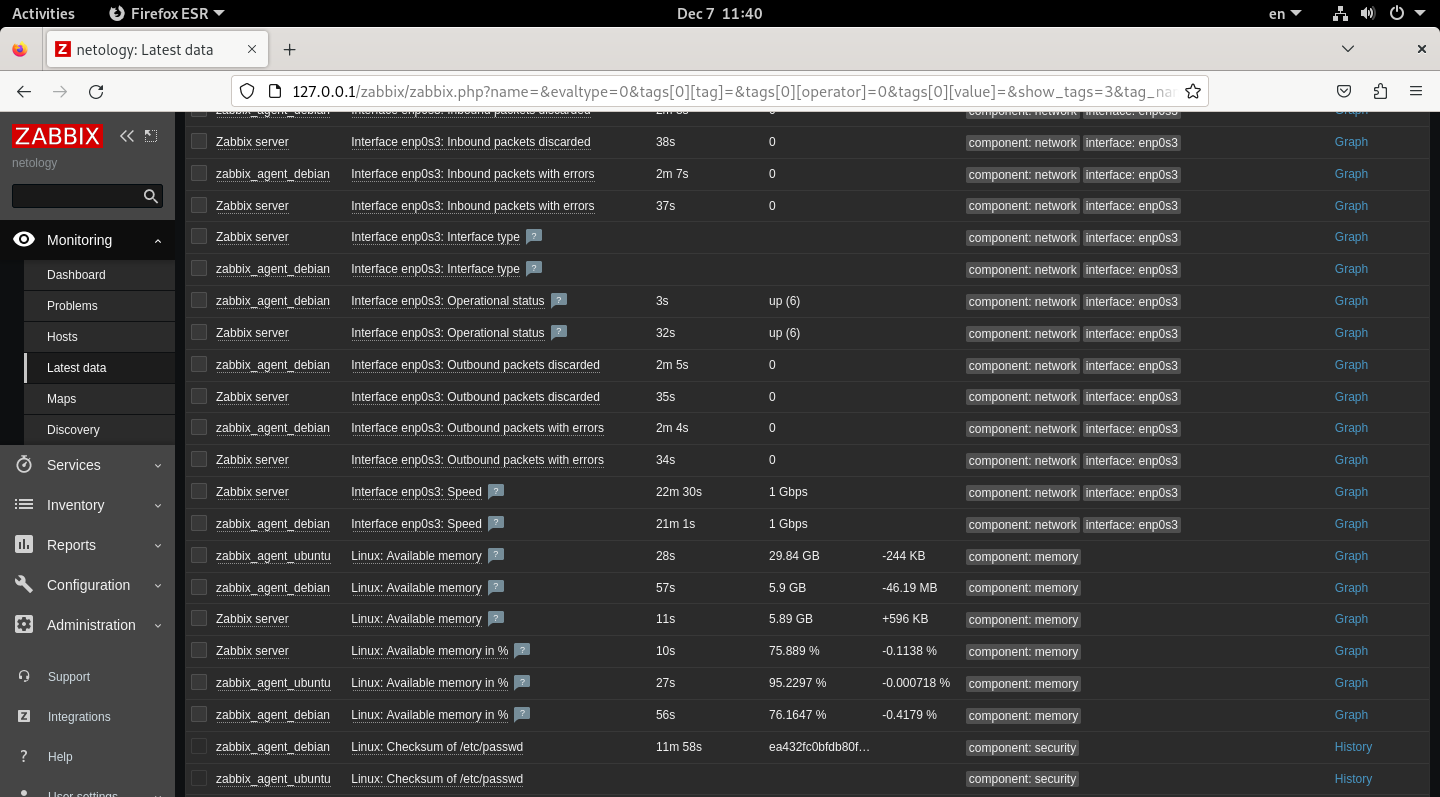 Activities Firefox ESR Dec 7 11:40 en
Z netology: Latest data
127.0.0.1/zabbix/zabbix.php?name=&evaltype=0&tags[0][tag]=&tags[0][operator]=0&tags[0][value]=&show_tags=3&tag_na
ZABBIX
netology
Monitoring
Dashboard
Problems
Hosts
Latest data
Maps
Discovery
Services
Inventory
Reports
Configuration
Administration
Support
Z Integrations
? Help
User settings
zabbix_agent_debian Interface enp0s3: Inbound packets discarded 0 component: network interface: enp0s3 Graph
Zabbix server Interface enp0s3: Inbound packets discarded 38s 0 component: network interface: enp0s3 Graph
zabbix_agent_debian Interface enp0s3: Inbound packets with errors 2m 7s 0 component: network interface: enp0s3 Graph
Zabbix server Interface enp0s3: Inbound packets with errors 37s 0 component: network interface: enp0s3 Graph
Zabbix server Interface enp0s3: Interface type ? component: network interface: enp0s3 Graph
zabbix_agent_debian Interface enp0s3: Interface type ? component: network interface: enp0s3 Graph
zabbix_agent_debian Interface enp0s3: Operational status ? 3s up (6) component: network interface: enp0s3 Graph
Zabbix server Interface enp0s3: Operational status ? 32s up (6) component: network interface: enp0s3 Graph
zabbix_agent_debian Interface enp0s3: Outbound packets discarded 2m 5s 0 component: network interface: enp0s3 Graph
Zabbix server Interface enp0s3: Outbound packets discarded 35s 0 component: network interface: enp0s3 Graph
zabbix_agent_debian Interface enp0s3: Outbound packets with errors 2m 4s 0 component: network interface: enp0s3 Graph
Zabbix server Interface enp0s3: Outbound packets with errors 34s 0 component: network interface: enp0s3 Graph
Zabbix server Interface enp0s3: Speed ? 22m 30s 1 Gbps component: network interface: enp0s3 Graph
zabbix_agent_debian Interface enp0s3: Speed ? 21m 1s 1 Gbps component: network interface: enp0s3 Graph
zabbix_agent_ubuntu Linux: Available memory ? 28s 29.84 GB -244 KB component: memory Graph
zabbix_agent_debian Linux: Available memory ? 57s 5.9 GB -46.19 MB component: memory Graph
Zabbix server Linux: Available memory ? 11s 5.89 GB +596 KB component: memory Graph
Zabbix server Linux: Available memory in % ? 10s 75.889 % -0.1138 % component: memory Graph
zabbix_agent_ubuntu Linux: Available memory in % ? 27s 95.2297 % -0.000718 % component: memory Graph
zabbix_agent_debian Linux: Available memory in % ? 56s 76.1647 % -0.4179 % component: memory Graph
zabbix_agent_debian Linux: Checksum of /etc/passwd 11m 58s ea432fc0bfdb80f… component: security History
zabbix_agent_ubuntu Linux: Checksum of /etc/passwd component: security History